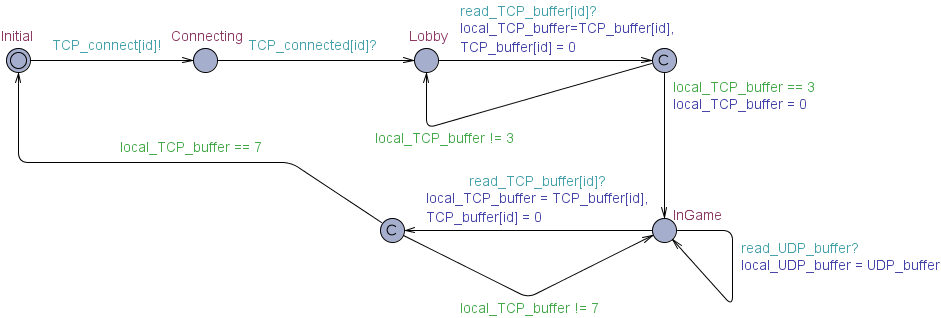 Initial
TCP_connect[id]!
Connecting
TCP_connected[id]?
Lobby
read_TCP_buffer[id]?
local_TCP_buffer=TCP_buffer[id],
TCP_buffer[id] = 0
C
local_TCP_buffer == 3
local_TCP_buffer = 0
local_TCP_buffer != 3
local_TCP_buffer == 7
read_TCP_buffer[id]?
local_TCP_buffer = TCP_buffer[id],
TCP_buffer[id] = 0
C
InGame
read_UDP_buffer?
local_UDP_buffer = UDP_buffer
local_TCP_buffer != 7